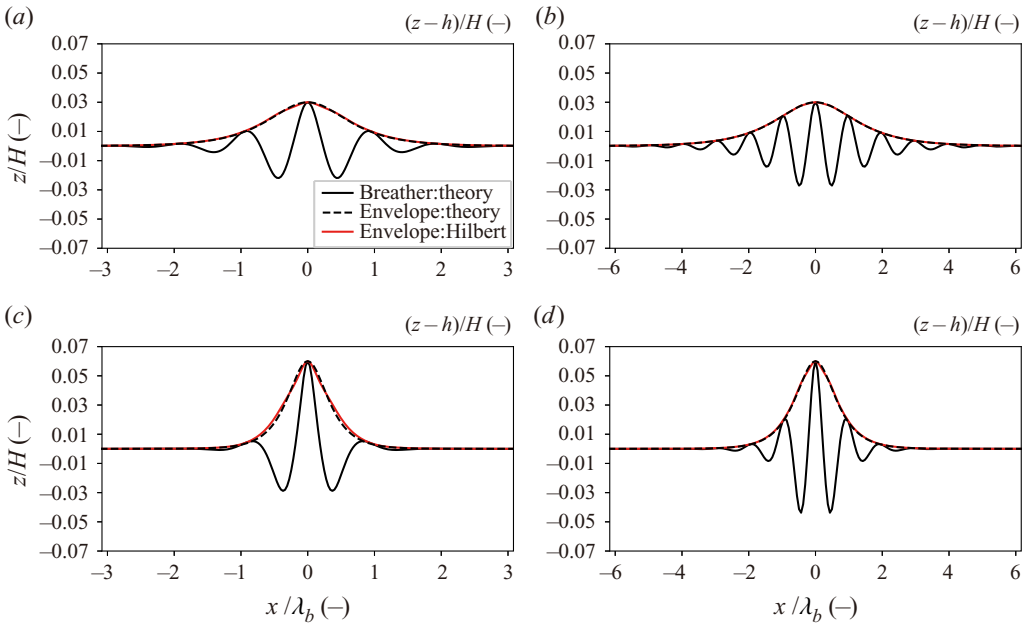 (a)
(z – h)/H (–)
(b)
(z – h)/H (–)
0.07
0.05
0.03
0.01
–0.01
–0.03
–0.05
–0.07
z/H (–)
Breather:theory
Envelope:theory
Envelope:Hilbert
–3 –2 –1 0 1 2 3
0.07
0.05
0.03
0.01
–0.01
–0.03
–0.05
–0.07
–6 –4 –2 0 2 4 6
(c)
(z – h)/H (–)
(d)
(z – h)/H (–)
0.07
0.05
0.03
0.01
–0.01
–0.03
–0.05
–0.07
z/H (–)
–3 –2 –1 0 1 2 3
x /λb (–)
0.07
0.05
0.03
0.01
–0.01
–0.03
–0.05
–0.07
–6 –4 –2 0 2 4 6
x /λb (–)